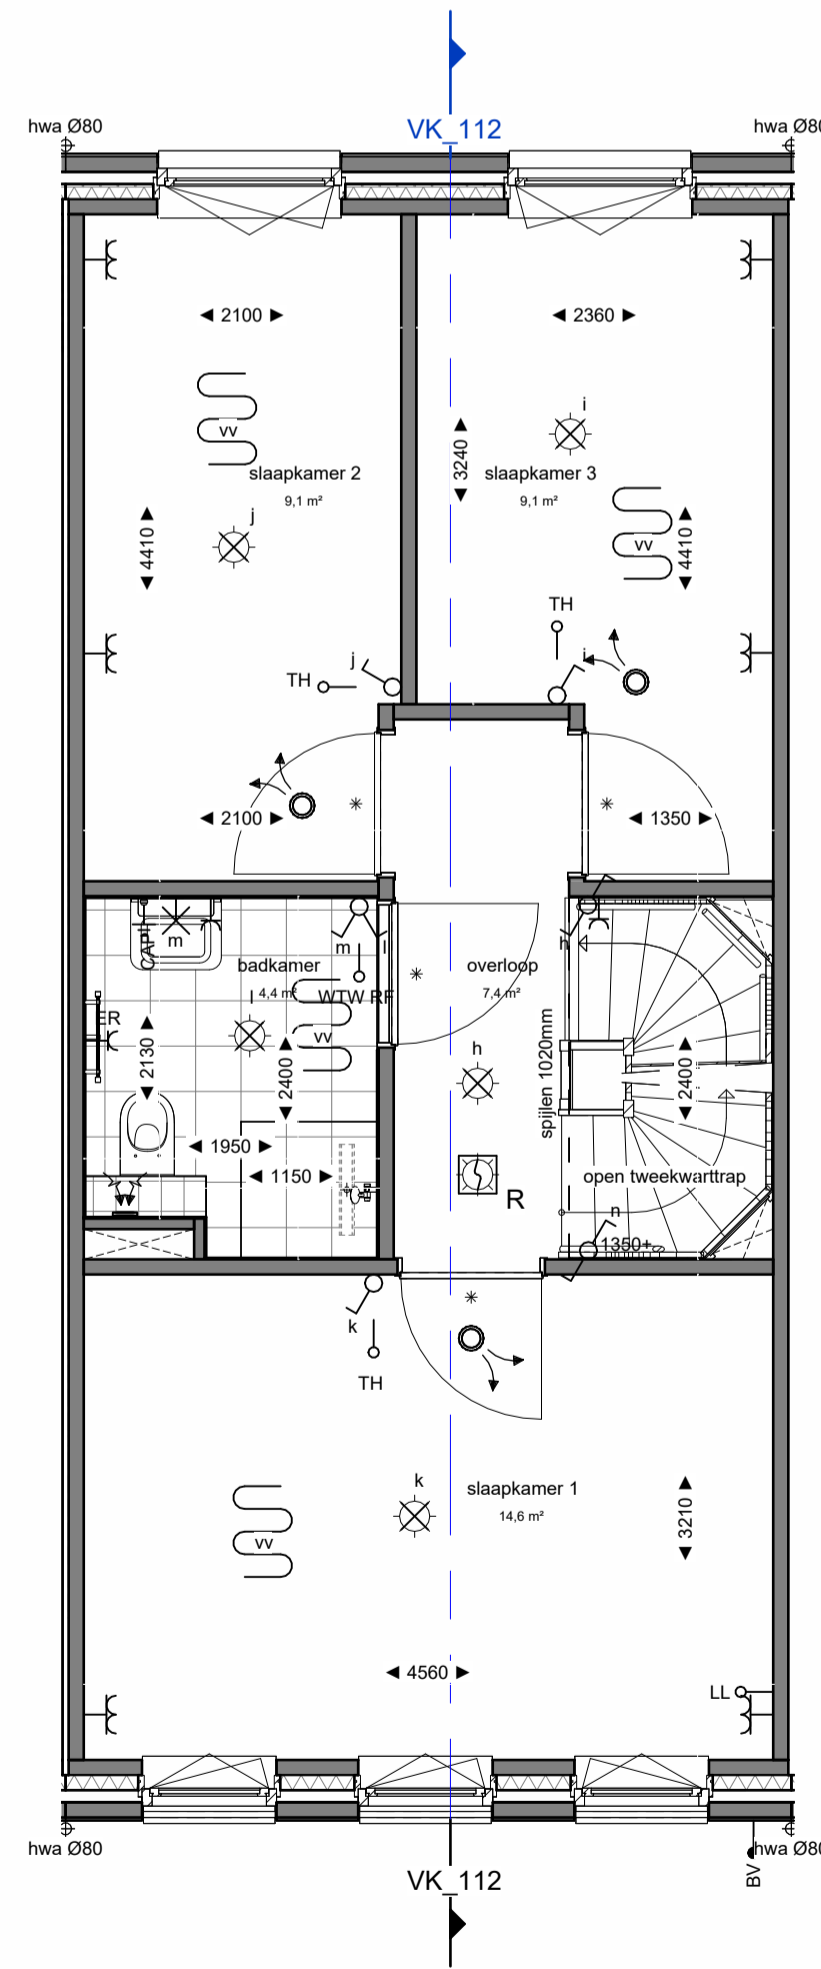 VK_112
hwa Ø80
hwa Ø80
2100
2360
i
vv
3240
slaapkamer 2
9,1 m²
slaapkamer 3
9,1 m²
j
4410
vv
4410
TH
j
i
TH
2100
1350
CAPI
m
m
l
h
badkamer
4,4 m²
WTW RF
overloop
7,4 m²
ER
l
2130
vv
2400
h
spijlen 1020mm
2400
1950
1150
R
open tweekwarttrap
n
1350+
k
TH
k
slaapkamer 1
14,6 m²
vv
3210
4560
LL
hwa Ø80
hwa Ø80
BV
VK_112